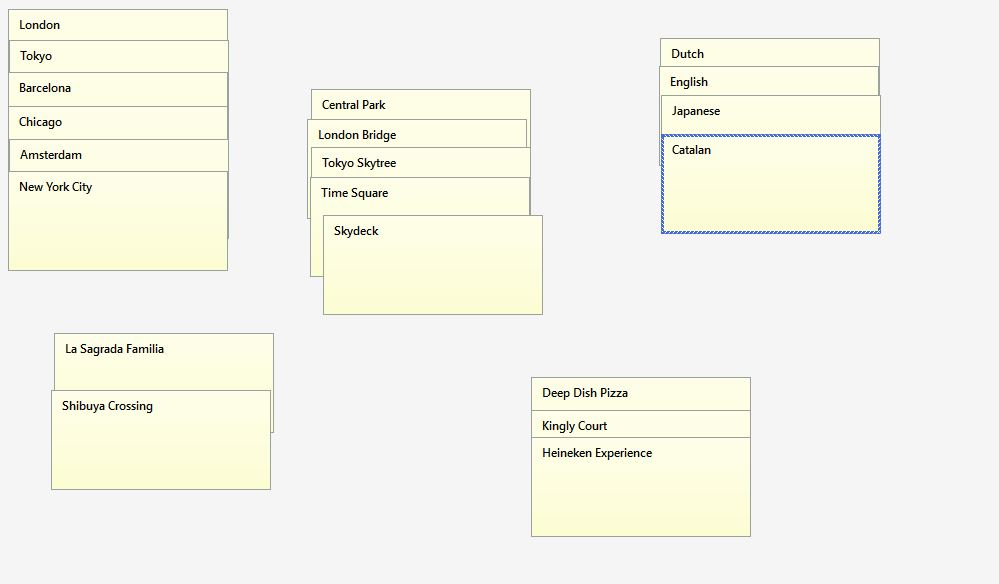 London
Tokyo
Barcelona
Chicago
Amsterdam
New York City
Central Park
London Bridge
Tokyo Skytree
Time Square
Skydeck
Dutch
English
Japanese
Catalan
La Sagrada Familia
Shibuya Crossing
Deep Dish Pizza
Kingly Court
Heineken Experience